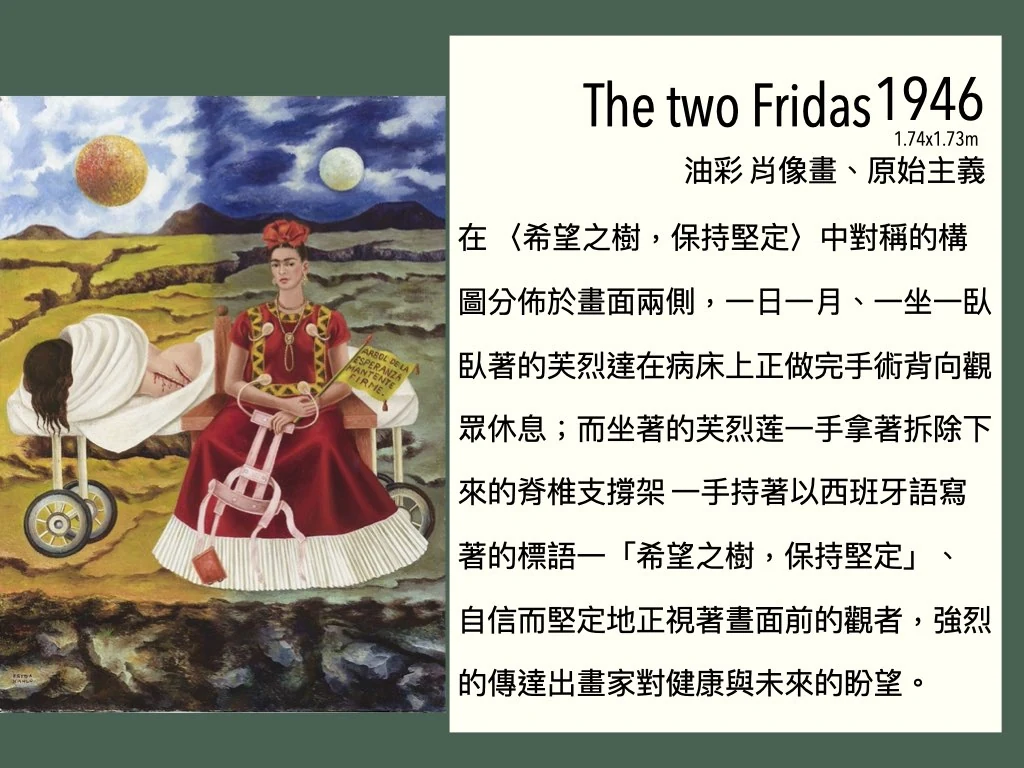 The two Fridas 1946
1.74x1.73m
油彩 肖像畫、原始主義
在 〈希望之樹，保持堅定〉中對稱的構
圖分佈於畫面兩側，一日一月、一坐一臥
臥著的芙烈達在病床上正做完手術背向觀
眾休息；而坐著的芙烈莲一手拿著拆除下
來的脊椎支撐架 一手持著以西班牙語寫
著的標語一「希望之樹，保持堅定」、
自信而堅定地正視著畫面前的觀者，強烈
的傳達出畫家對健康與未來的盼望。
ARBOL DE LA
ESPERANZA
MANTENTE
FIRME.
FRIDA
KAHLO